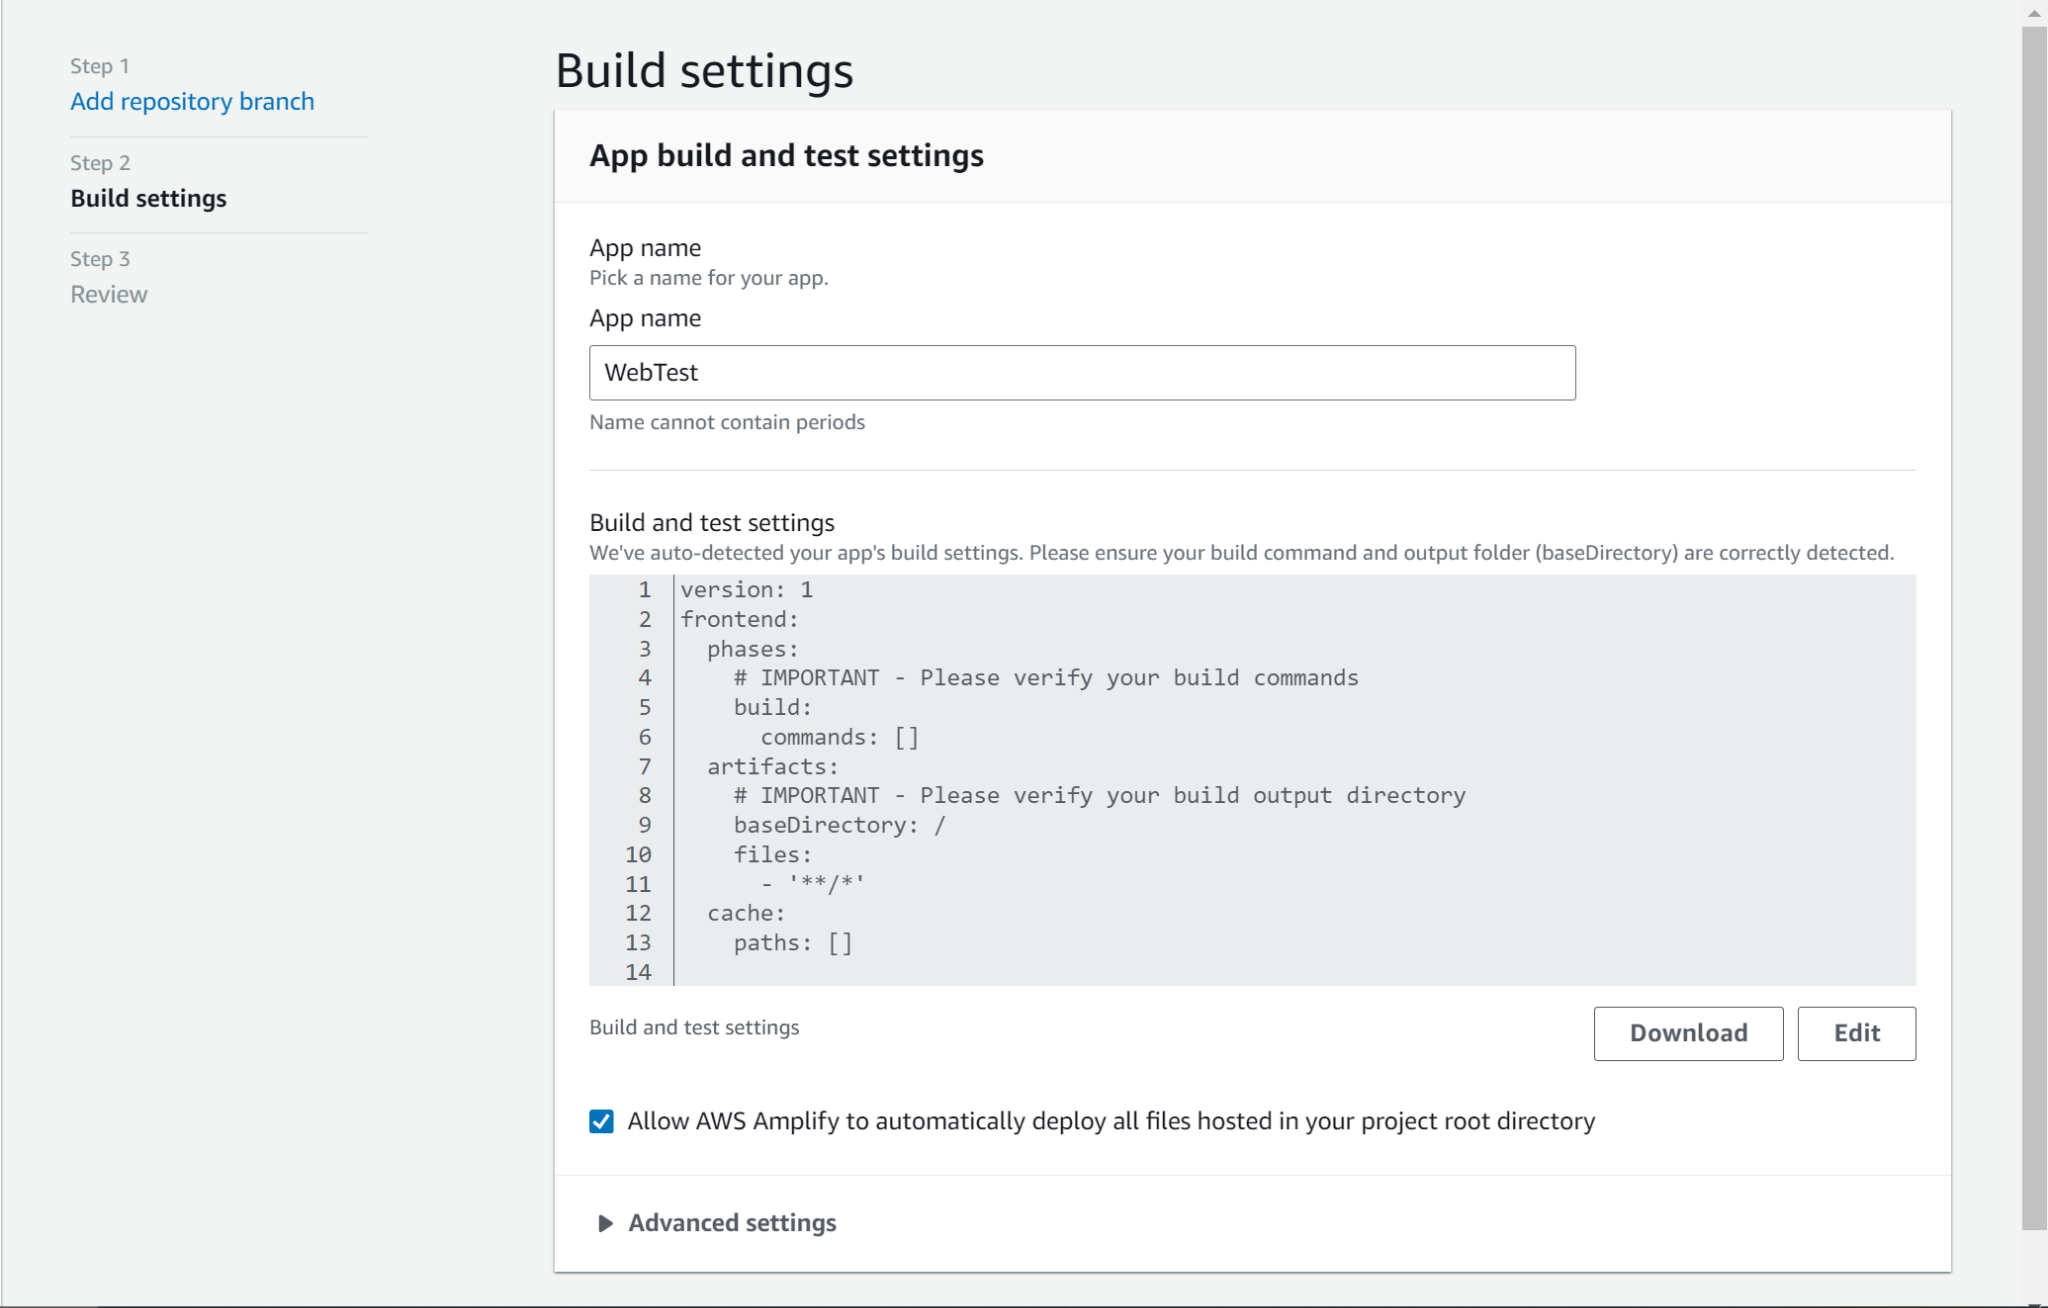 Step 1
Add repository branch
Step 2
Build settings
Step 3
Review
Build settings
App build and test settings
App name
Pick a name for your app.
App name
WebTest
Name cannot contain periods
Build and test settings
We've auto-detected your app's build settings. Please ensure your build command and output folder (baseDirectory) are correctly detected.
1 version: 1
2 frontend:
3   phases:
4     # IMPORTANT - Please verify your build commands
5     build:
6       commands: []
7   artifacts:
8     # IMPORTANT - Please verify your build output directory
9     baseDirectory: /
10     files:
11       - '**/*'
12   cache:
13     paths: []
14
Build and test settings
Download Edit
Allow AWS Amplify to automatically deploy all files hosted in your project root directory
Advanced settings